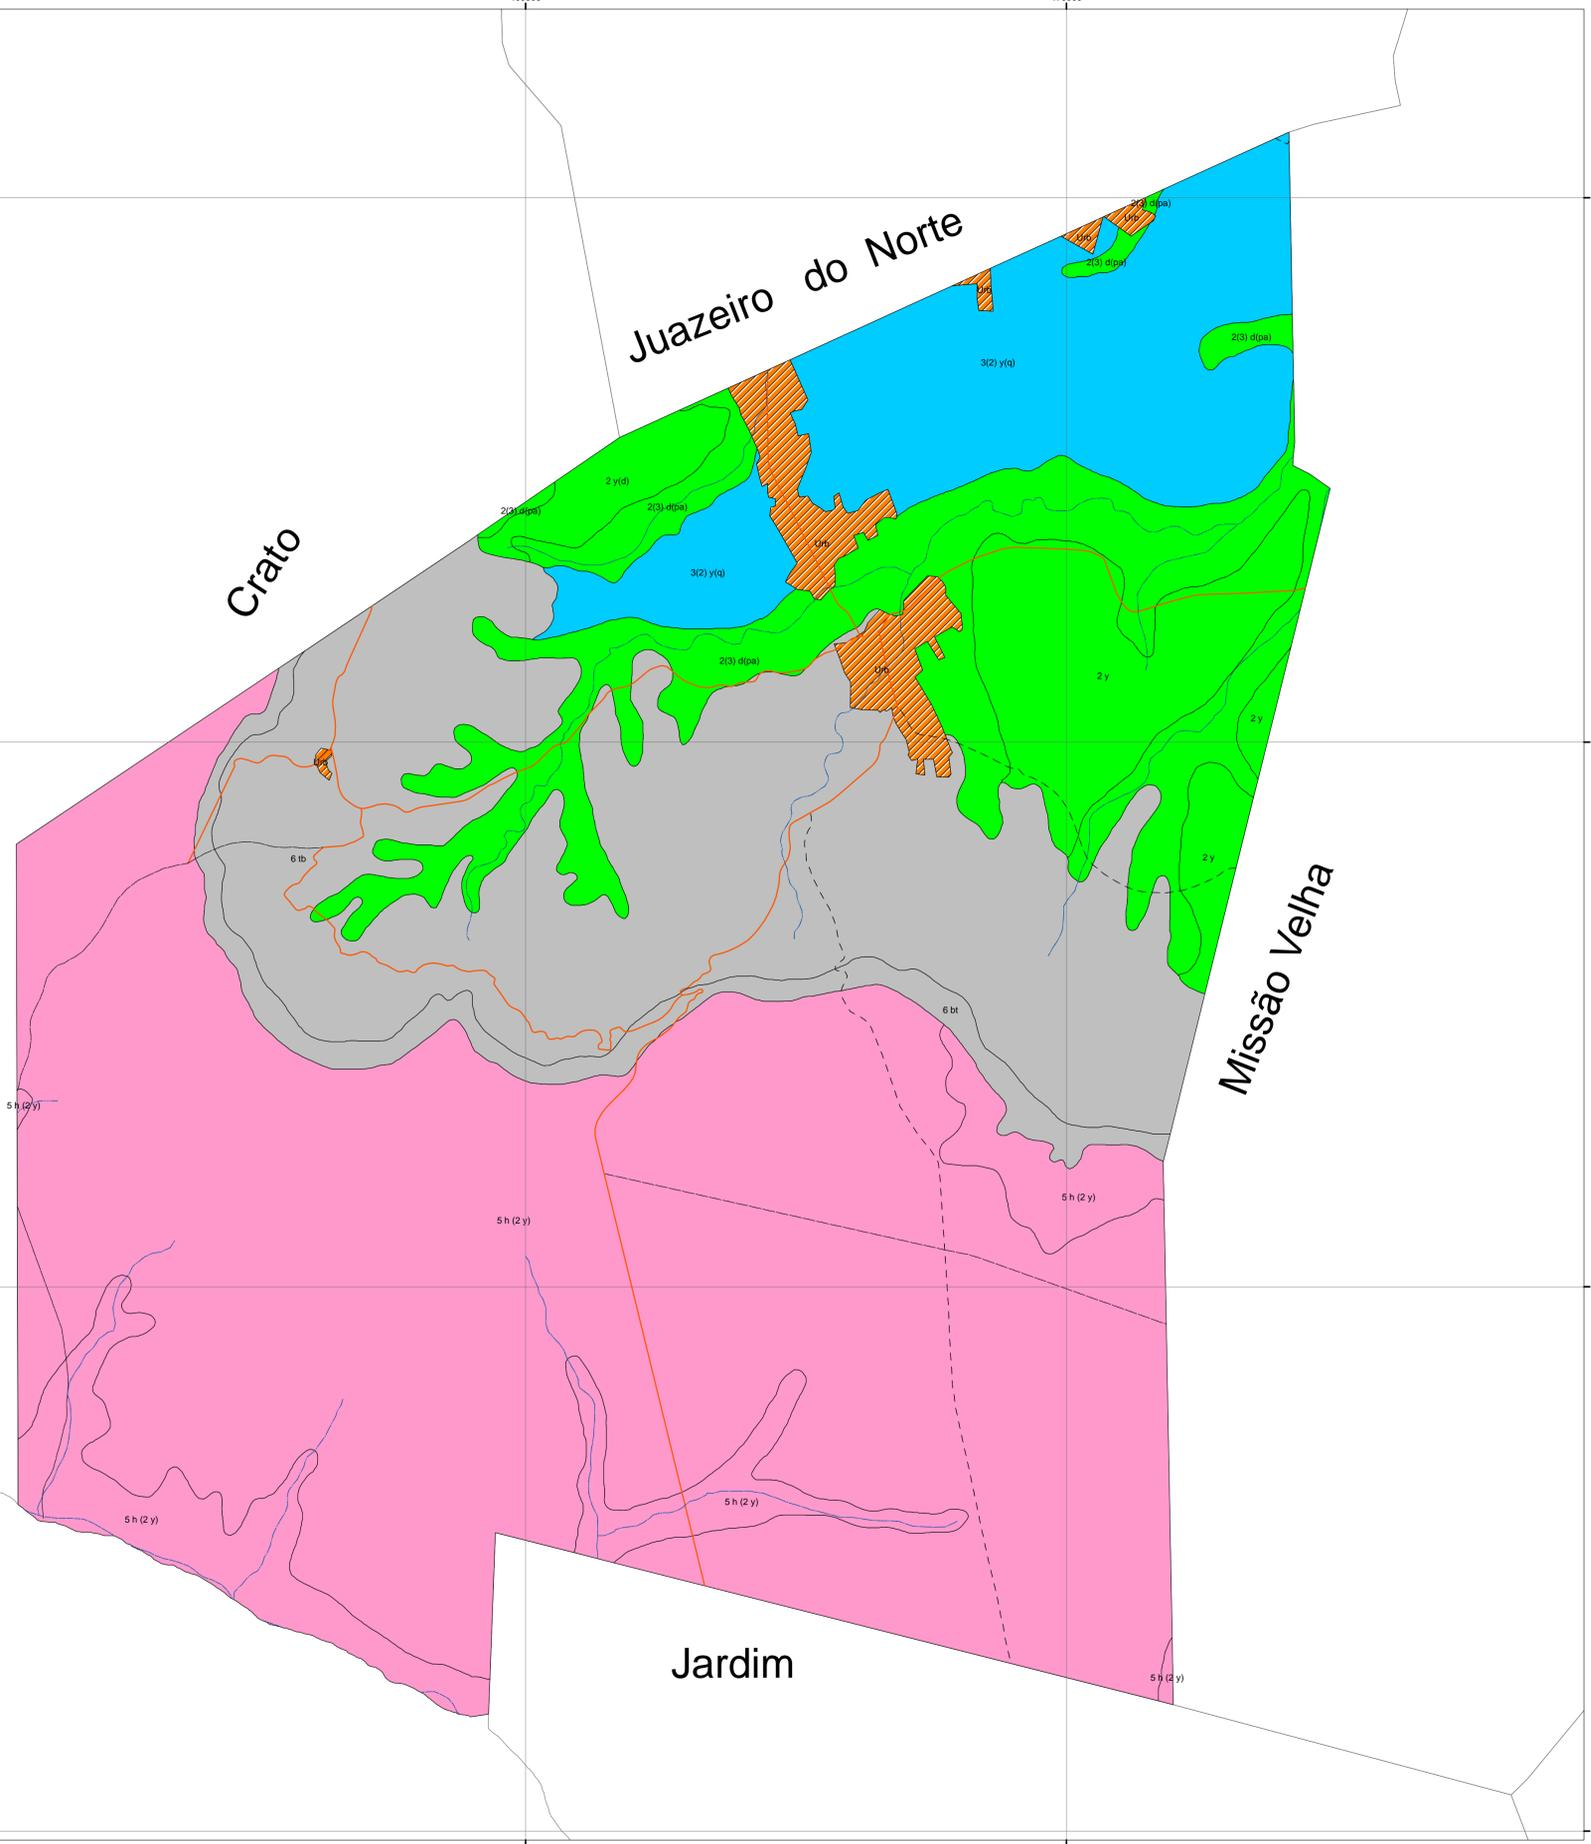 2(3) d(pa)
Urb
Urb
2(3) d(pa)
Juazeiro do Norte
Urb
2(3) d(pa)
3(2) y(q)
2 y(d)
2(3) d(pa)
2(3) d(pa)
Urb
Crato
3(2) y(q)
2(3) d(pa)
Urb
2 y
2 y
Urb
6 tb
2 y
Missão Velha
6 bt
5 h (2 y)
5 h (2 y)
5 h (2 y)
5 h (2 y)
5 h (2 y)
Jardim
5 h (2 y)